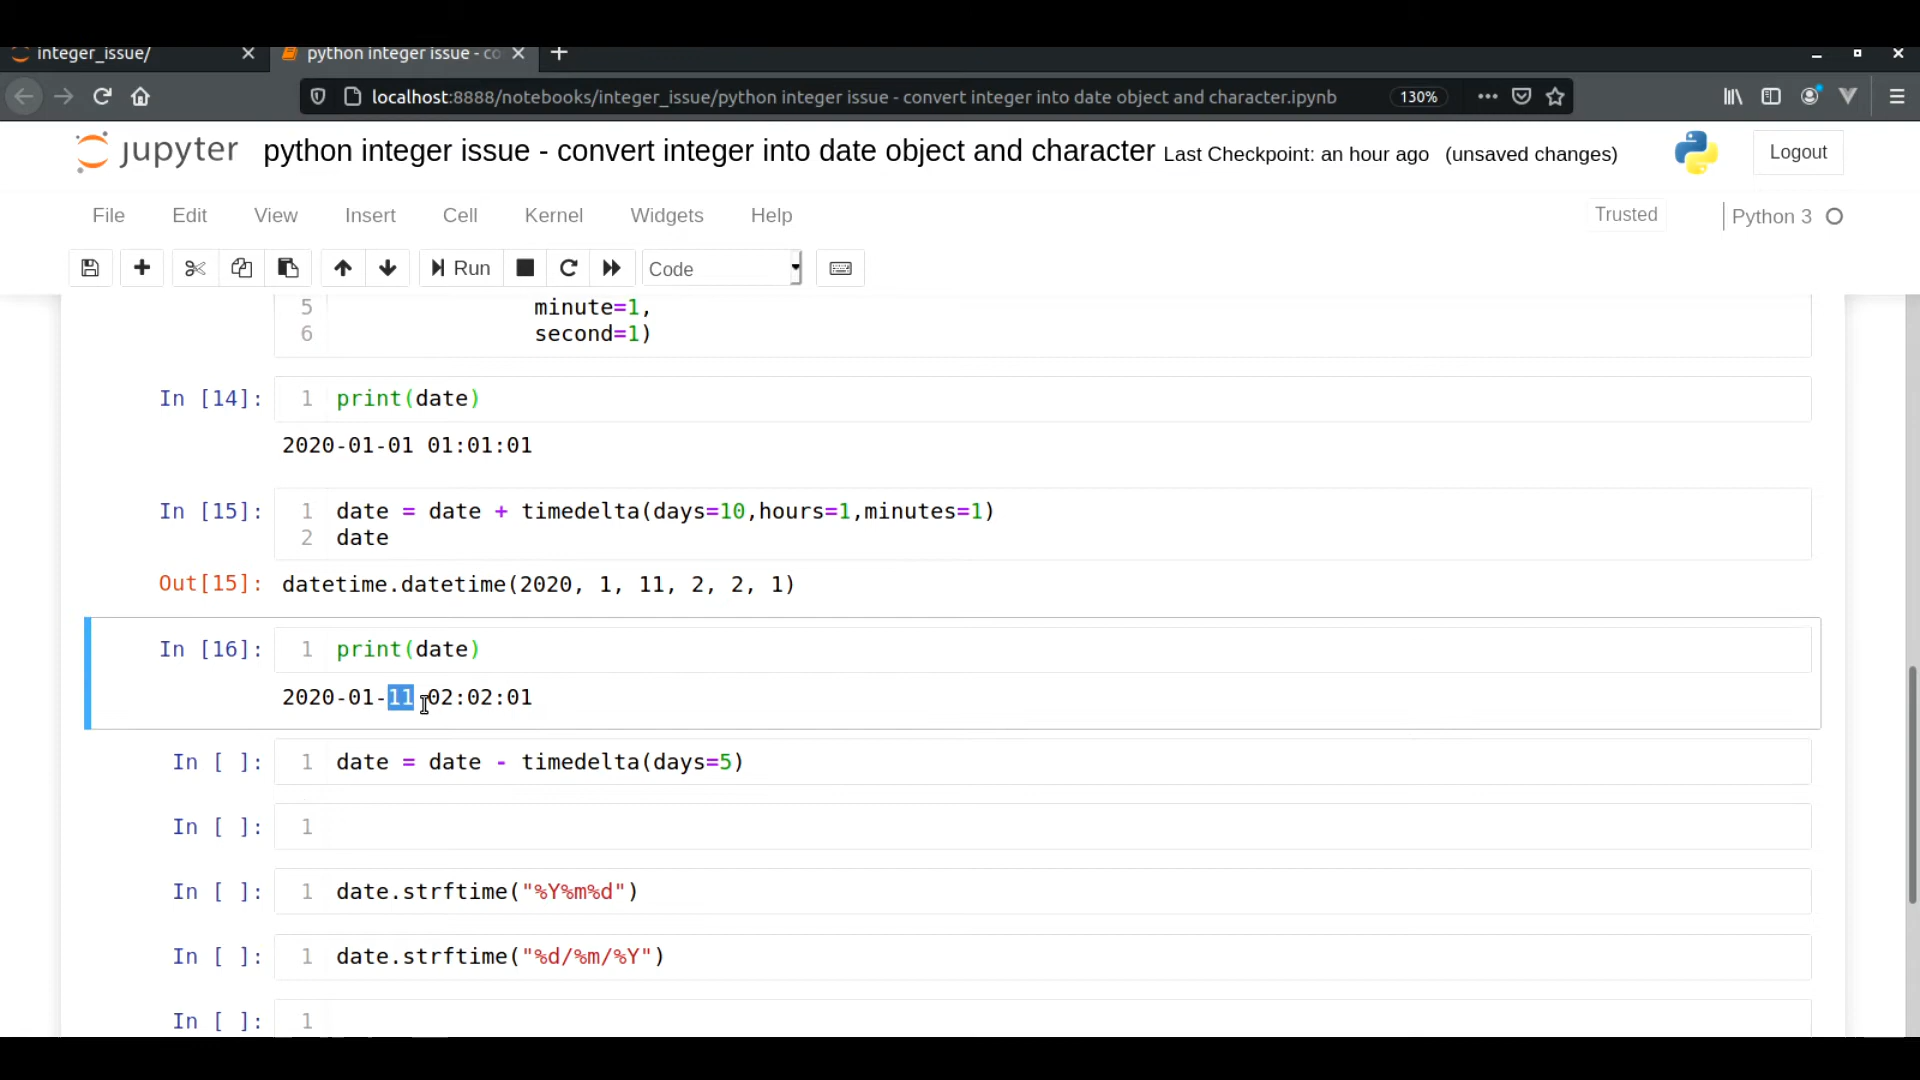 integer_issue/
python integer issue - co
localhost:8888/notebooks/integer_issue/python integer issue - convert integer into date object and character.ipynb
130%
jupyter
python integer issue - convert integer into date object and character Last Checkpoint: an hour ago (unsaved changes)
Logout
File Edit View Insert Cell Kernel Widgets Help
Trusted
Python 3
Run
Code
5 minute=1,
6 second=1)
In [14]: 1 print(date)
2020-01-01 01:01:01
In [15]: 1 date = date + timedelta(days=10,hours=1,minutes=1)
2 date
Out[15]: datetime.datetime(2020, 1, 11, 2, 2, 1)
In [16]: 1 print(date)
2020-01-11 02:02:01
In [ ]: 1 date = date - timedelta(days=5)
In [ ]: 1
In [ ]: 1 date.strftime("%Y%m%d")
In [ ]: 1 date.strftime("%d/%m/%Y")
In [ ]: 1